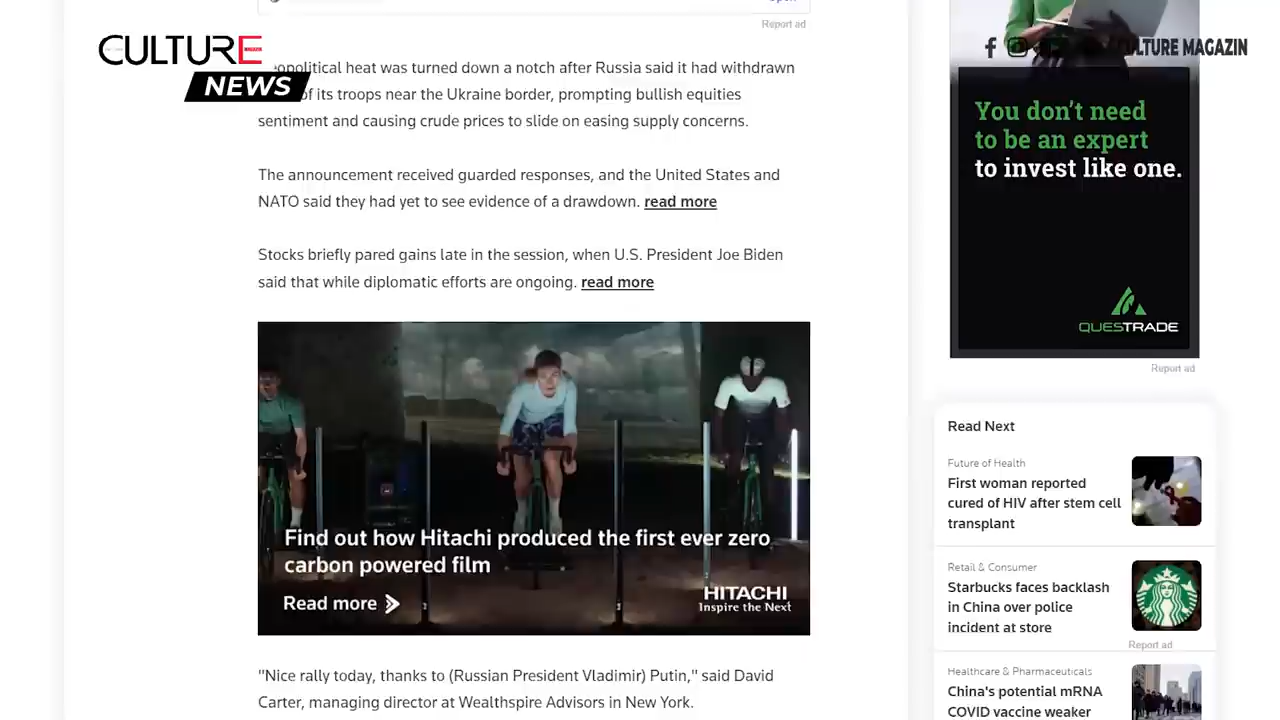 Open
Report ad
CULTURE
NEWS
political heat was turned down a notch after Russia said it had withdrawn
of its troops near the Ukraine border, prompting bullish equities
sentiment and causing crude prices to slide on easing supply concerns.
The announcement received guarded responses, and the United States and
NATO said they had yet to see evidence of a drawdown. read more
Stocks briefly pared gains late in the session, when U.S. President Joe Biden
said that while diplomatic efforts are ongoing. read more
Find out how Hitachi produced the first ever zero
carbon powered film
Read more
HITACHI
Inspire the Next
"Nice rally today, thanks to (Russian President Vladimir) Putin," said David
Carter, managing director at Wealthspire Advisors in New York.
CULTURE MAGAZIN
You don't need
to be an expert
to invest like one.
QUESTRADE
Report ad
Read Next
Future of Health
First woman reported
cured of HIV after stem cell
transplant
Retail & Consumer
Starbucks faces backlash
in China over police
incident at store
Report ad
Healthcare & Pharmaceuticals
China's potential mRNA
COVID vaccine weaker